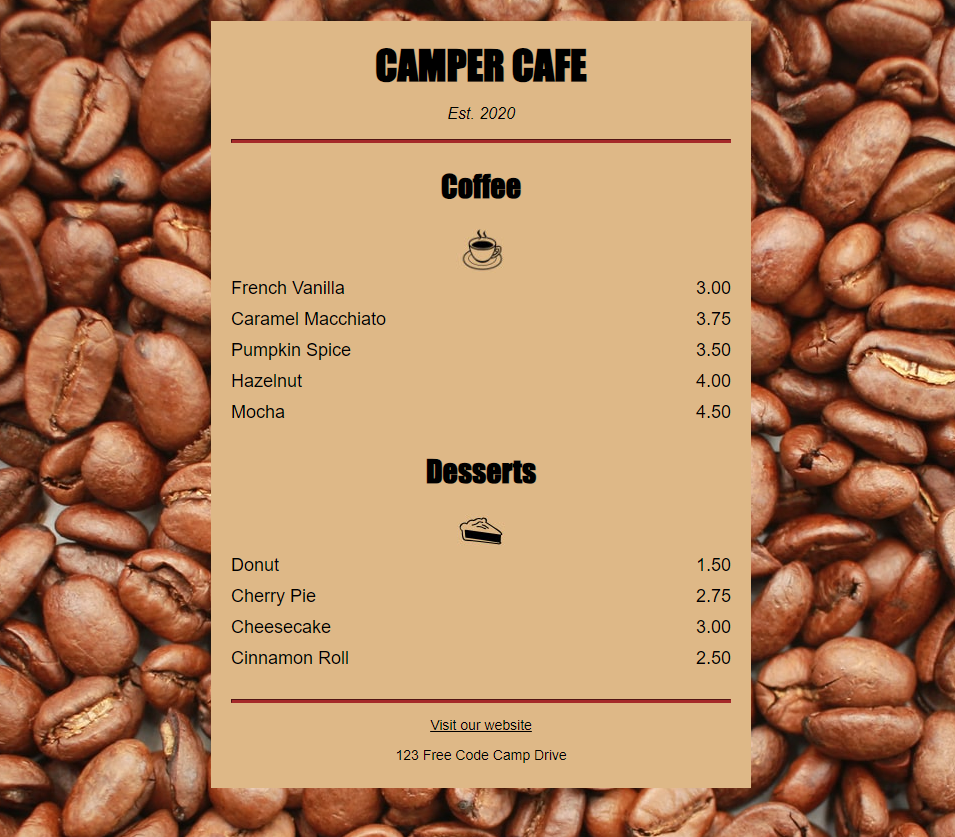 CAMPER CAFE
Est. 2020
Coffee
French Vanilla 3.00
Caramel Macchiato 3.75
Pumpkin Spice 3.50
Hazelnut 4.00
Mocha 4.50
Desserts
Donut 1.50
Cherry Pie 2.75
Cheesecake 3.00
Cinnamon Roll 2.50
Visit our website
123 Free Code Camp Drive